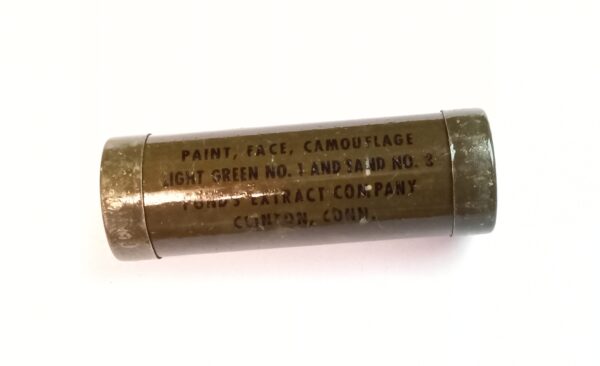 PAINT, FACE, CAMOUFLAGE
LIGHT GREEN NO. 1 AND SAND NO. 3
POND'S EXTRACT COMPANY
CLINTON, CONN.